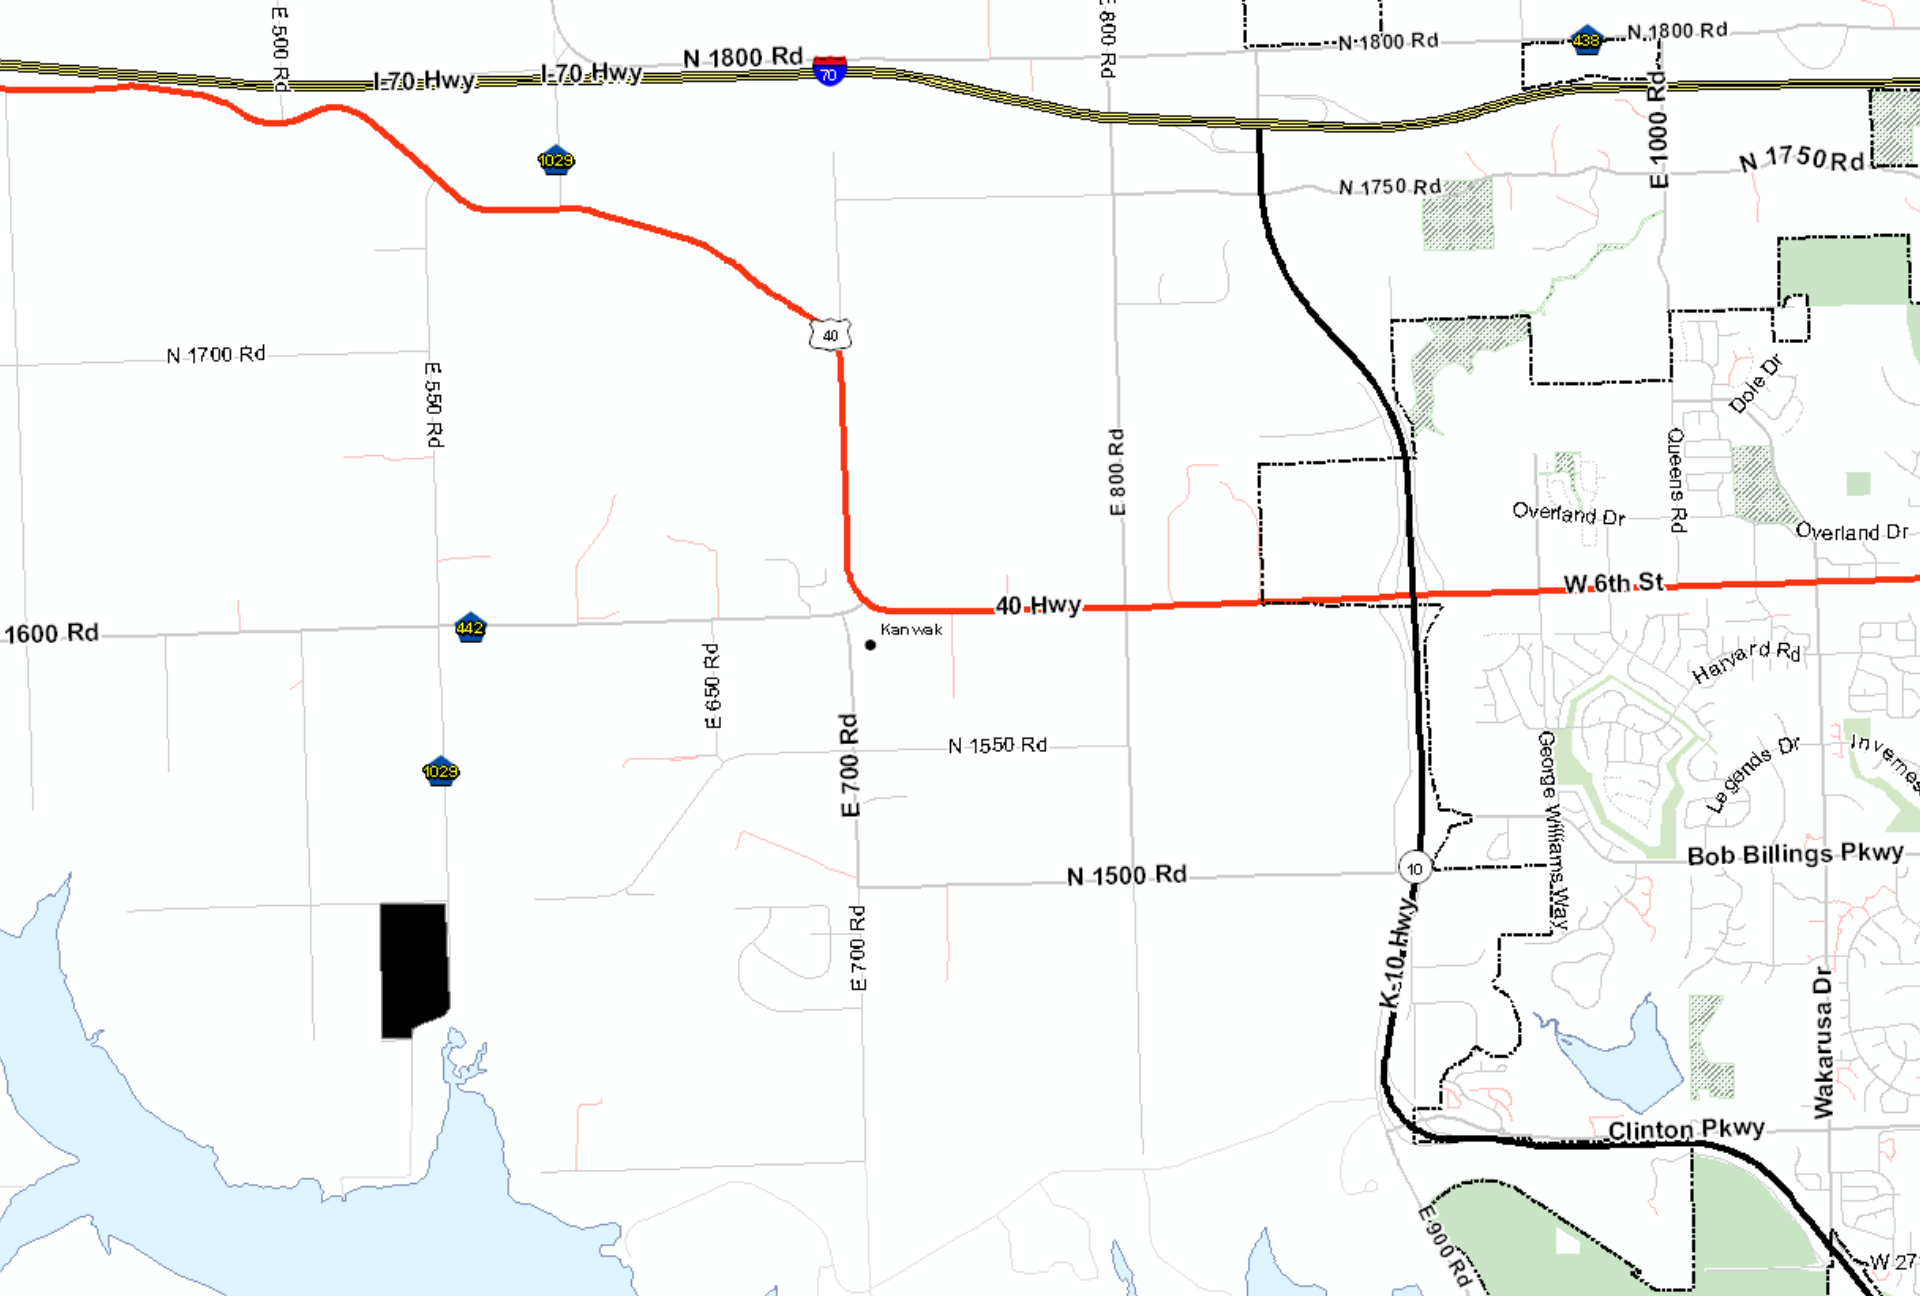 E 500 Rd
E 800 Rd
N 1800 Rd
N 1800 Rd
438
N 1800 Rd
I-70 Hwy
I-70 Hwy
70
E 1000 Rd
1029
N 1750 Rd
N 1750 Rd
40
N 1700 Rd
E 550 Rd
Dole Dr
E 800 Rd
Queens Rd
Overland Dr
Overland Dr
W 6th St
40 Hwy
1600 Rd
442
Kanwak
E 650 Rd
Harvard Rd
E 700 Rd
N 1550 Rd
George Williams Way
Legends Dr
Invernes
1029
Bob Billings Pkwy
N 1500 Rd
10
E 700 Rd
K-10 Hwy
Wakarusa Dr
Clinton Pkwy
E 900 Rd
W 27